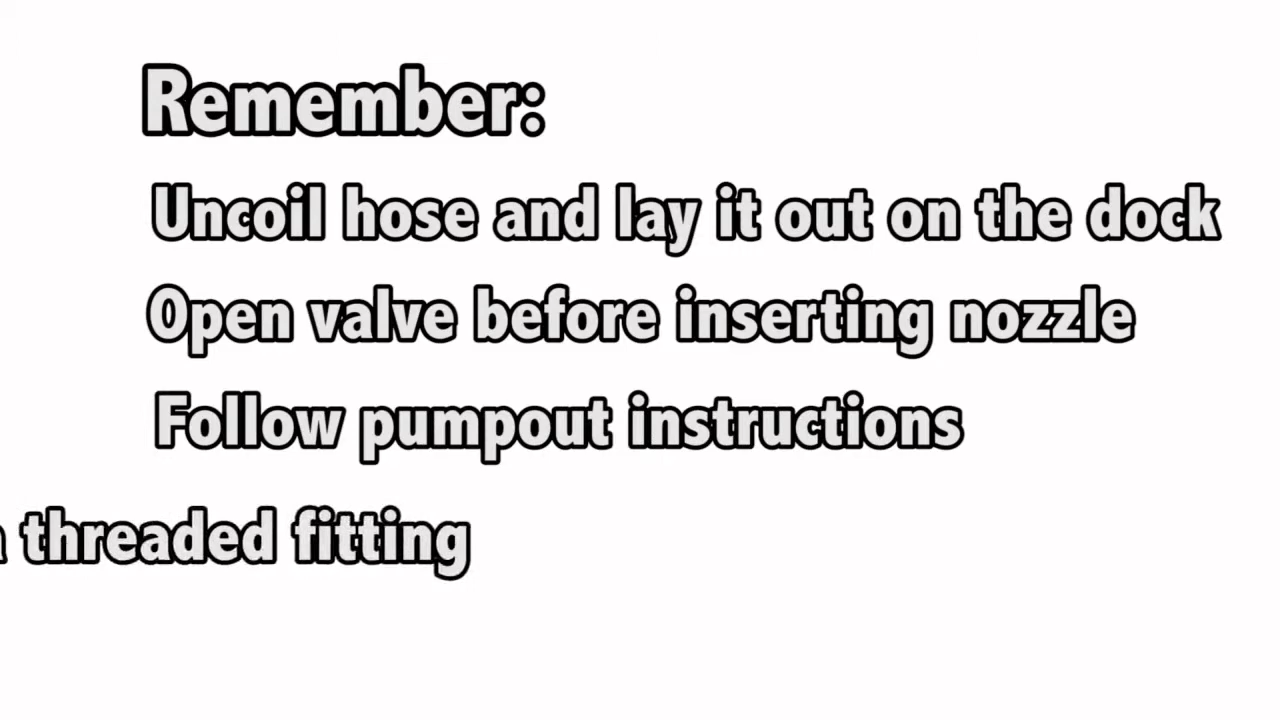 Remember:
Uncoil hose and lay it out on the dock
Open valve before inserting nozzle
Follow pumpout instructions
threaded fitting